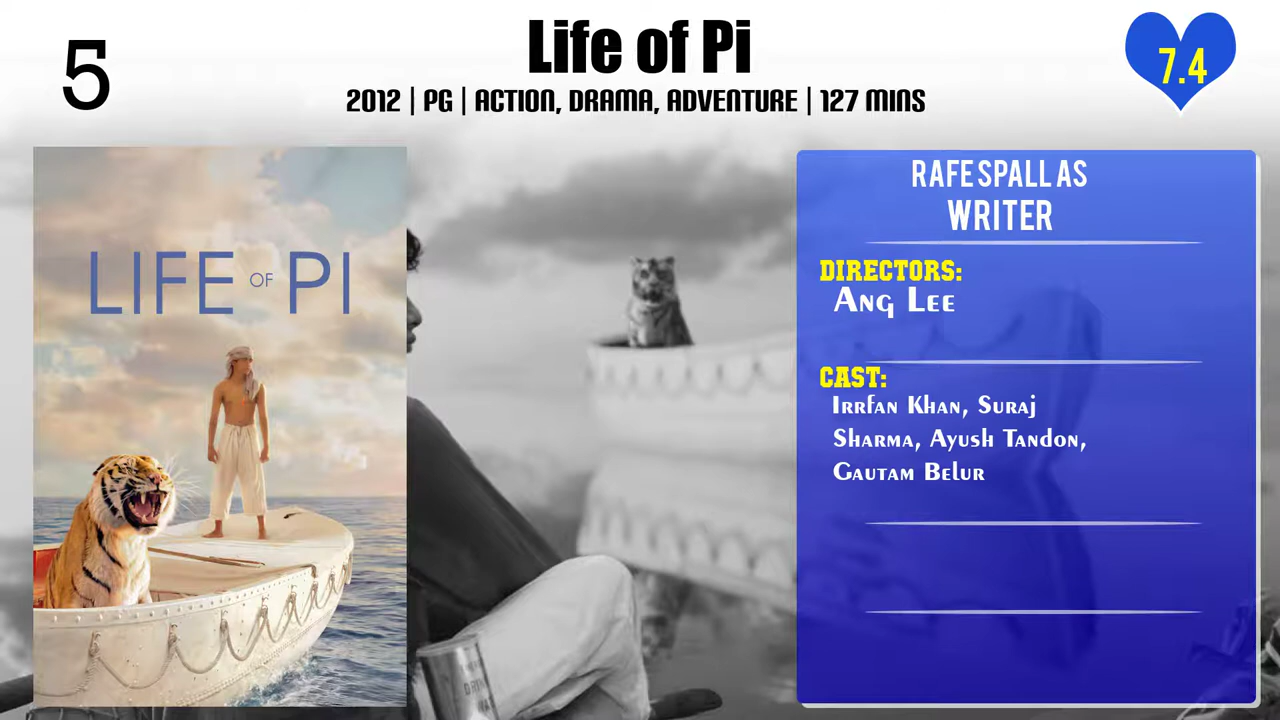 5
Life of Pi
2012 | PG | ACTION, DRAMA, ADVENTURE | 127 MINS
7.4
LIFE OF PI
RAFE SPALL AS
WRITER
DIRECTORS:
ANG LEE
CAST:
IRRFAN KHAN, SURAJ
SHARMA, AYUSH TANDON,
GAUTAM BELUR